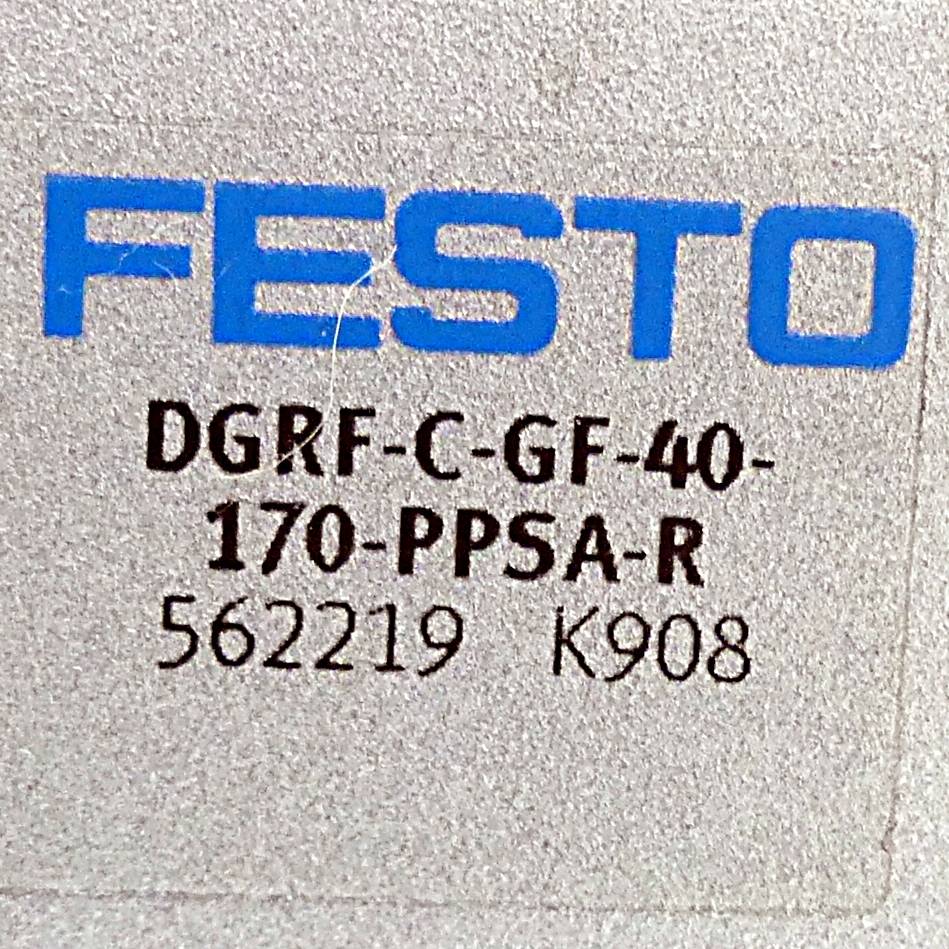 FESTO
DGRF-C-GF-40-
170-PPSA-R
562219 K908